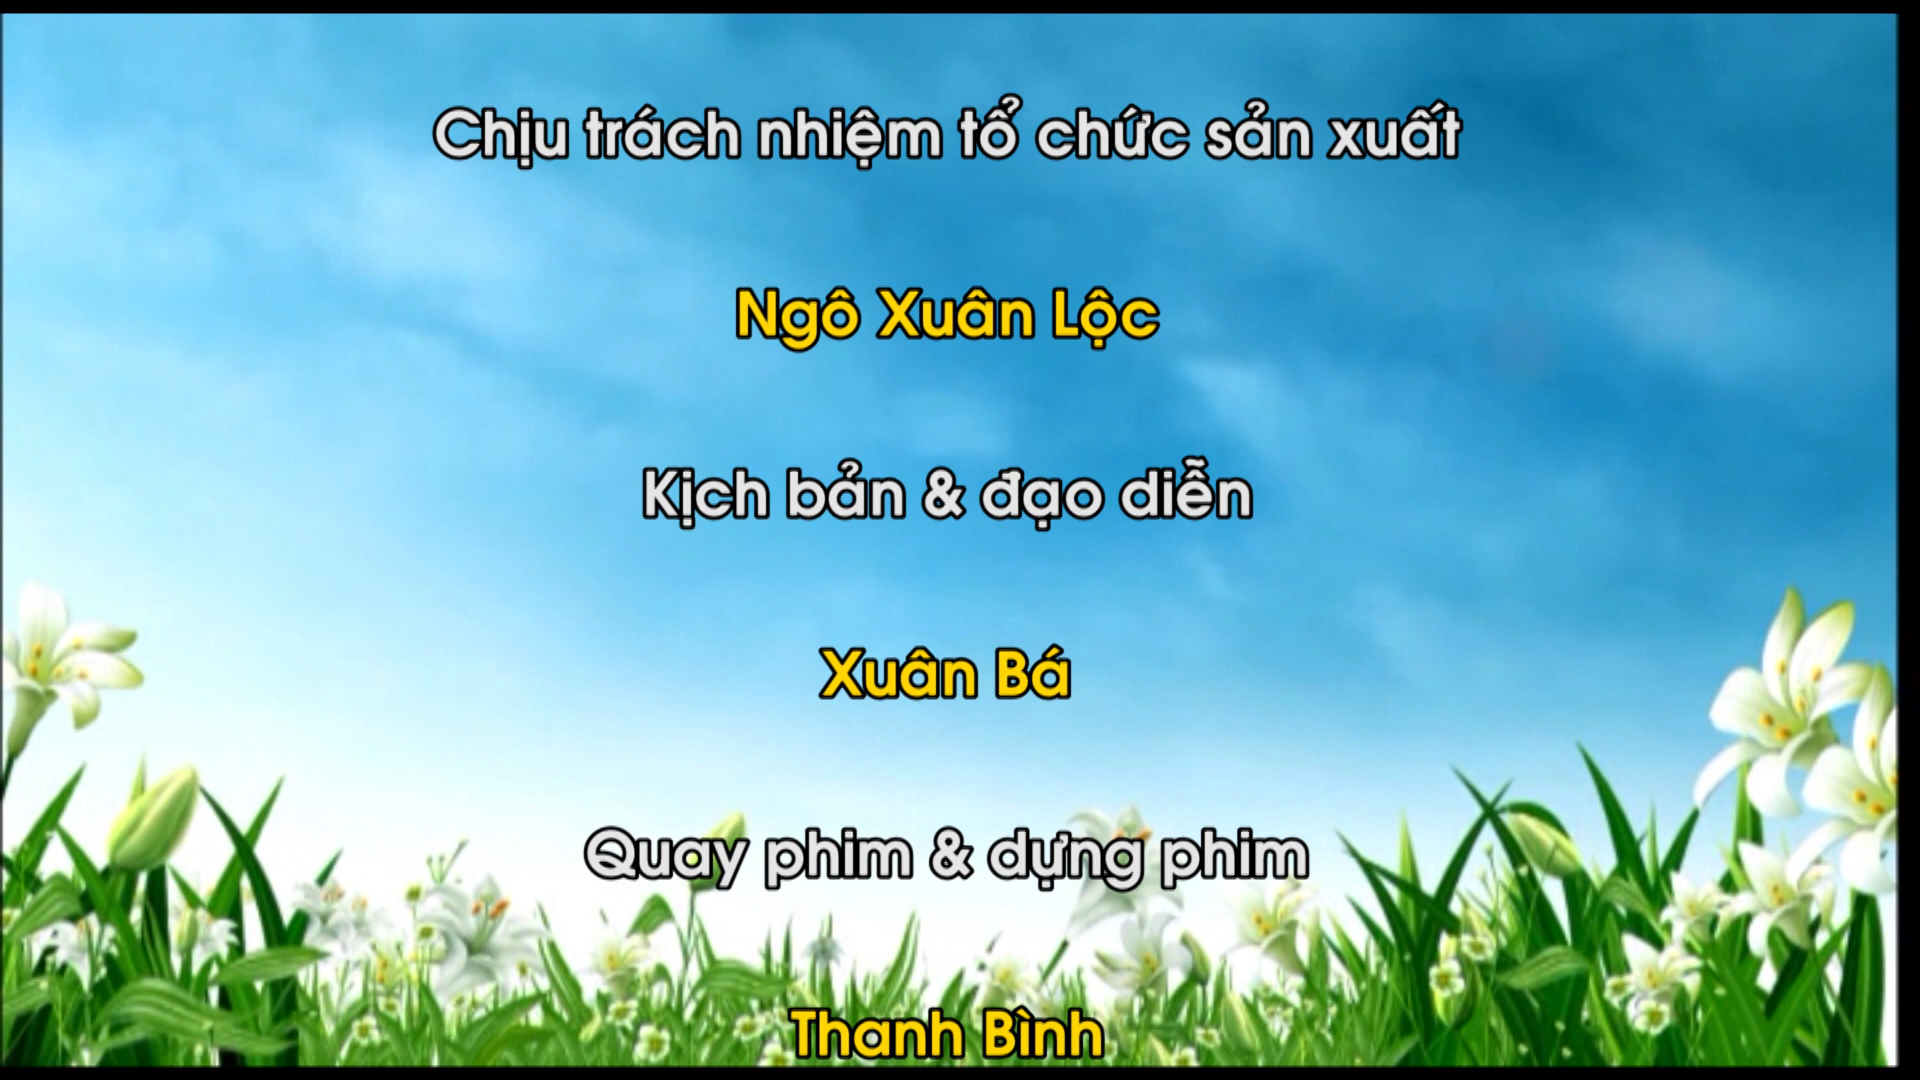 Chịu trách nhiệm tổ chức sản xuất
Ngô Xuân Lộc
Kịch bản & đạo diễn
Xuân Bá
Quay phim & dựng phim
Thanh Bình